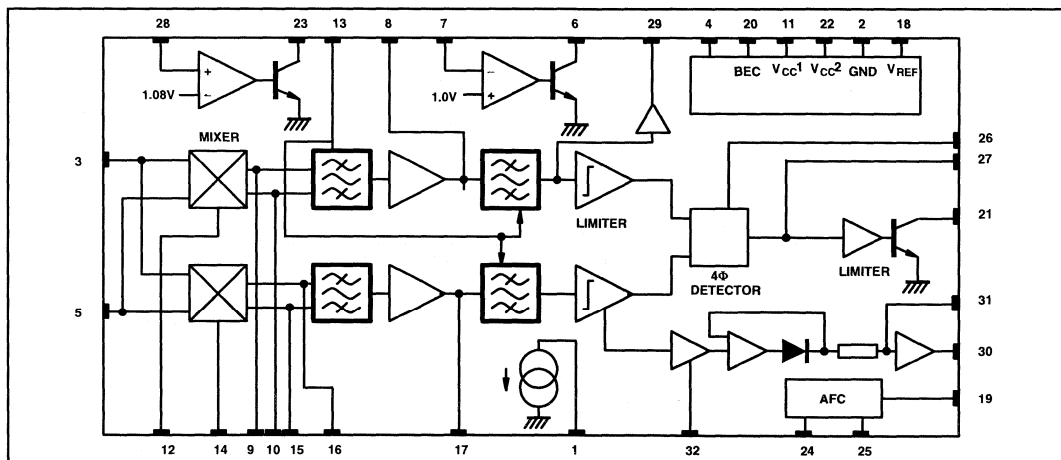 28 23 13 8 7 6 29 4 20 11 22 2 18
BEC VCC1 VCC2 GND VREF
+
−
1.08V
−
+
1.0V
MIXER
3
26
27
LIMITER
21
4Φ
DETECTOR
LIMITER
5
31
30
AFC
19
12 14 9 10 15 16 17 1 32 24 25